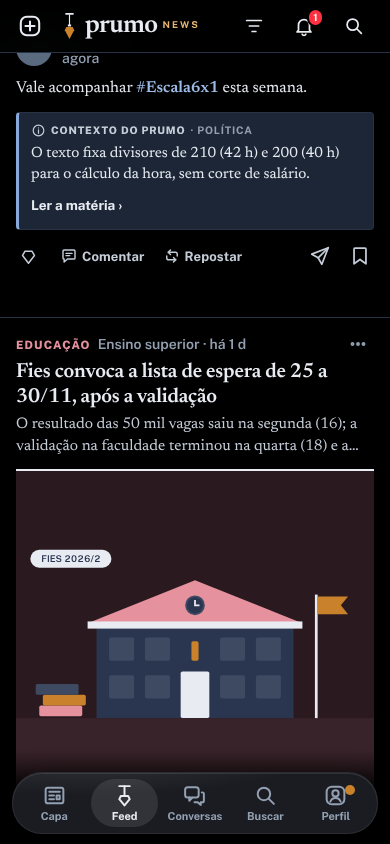 prumo NEWS
1
agora
Vale acompanhar #Escala6x1 esta semana.
CONTEXTO DO PRUMO · POLÍTICA
O texto fixa divisores de 210 (42 h) e 200 (40 h)
para o cálculo da hora, sem corte de salário.
Ler a matéria ›
Comentar
Repostar
EDUCAÇÃO Ensino superior · há 1 d
Fies convoca a lista de espera de 25 a
30/11, após a validação
O resultado das 50 mil vagas saiu na segunda (16); a
validação na faculdade terminou na quarta (18) e a…
FIES 2026/2
Capa
Feed
Conversas
Buscar
Perfil